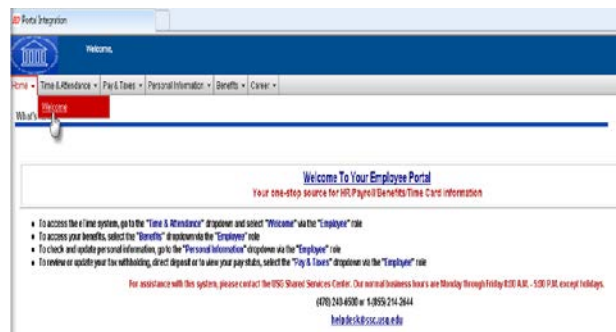 Portal Integration
Welcome,
Home Time & Attendance Pay & Taxes Personal Information Benefits Career
Welcome
What's
Welcome To Your Employee Portal
Your one-stop source for HR/Payroll/Benefits/Time Card information
• To access the eTime system, go to the "Time & Attendance" dropdown and select "Welcome" via the "Employee" role
• To access your benefits, select the "Benefits" dropdown via the "Employee" role
• To check and update personal information, go to the "Personal Information" dropdown via the "Employee" role
• To review or update your tax withholding, direct deposit or to view your pay stubs, select the "Pay & Taxes" dropdown via the "Employee" role
For assistance with this system, please contact the USG Shared Services Center. Our normal business hours are Monday through Friday 8:00 A.M. - 5:00 P.M. except holidays.
(478) 240-6500 or 1-(855) 214-2644
helpdesk@ssc.usg.edu